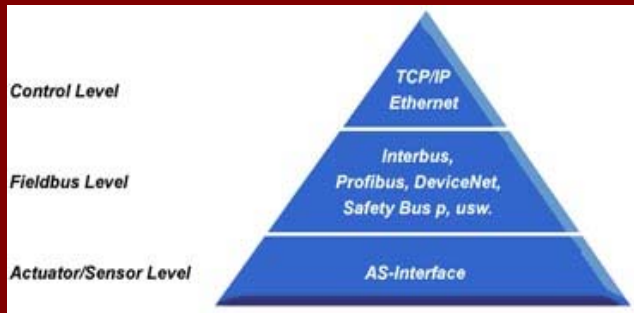 Control Level
TCP/IP
Ethernet
Fieldbus Level
Interbus,
Profibus, DeviceNet,
Safety Bus p, usw.
Actuator/Sensor Level
AS-Interface